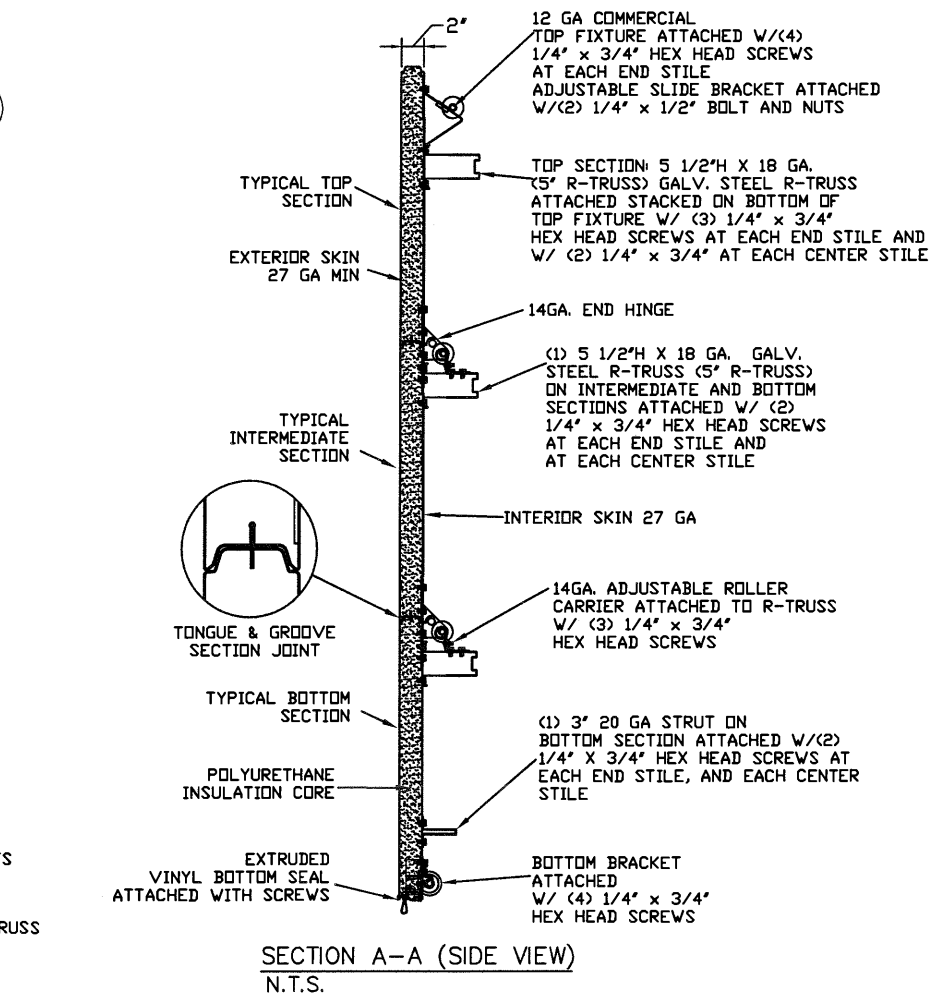 2"
12 GA COMMERCIAL
TOP FIXTURE ATTACHED W/(4)
1/4" x 3/4" HEX HEAD SCREWS
AT EACH END STILE
ADJUSTABLE SLIDE BRACKET ATTACHED
W/(2) 1/4" x 1/2" BOLT AND NUTS
TYPICAL TOP
SECTION
TOP SECTION: 5 1/2"H X 18 GA.
(5" R-TRUSS) GALV. STEEL R-TRUSS
ATTACHED STACKED ON BOTTOM OF
TOP FIXTURE W/ (3) 1/4" x 3/4"
HEX HEAD SCREWS AT EACH END STILE AND
W/ (2) 1/4" x 3/4" AT EACH CENTER STILE
EXTERIOR SKIN
27 GA MIN
14GA. END HINGE
(1) 5 1/2"H X 18 GA. GALV.
STEEL R-TRUSS (5" R-TRUSS)
ON INTERMEDIATE AND BOTTOM
SECTIONS ATTACHED W/ (2)
1/4" x 3/4" HEX HEAD SCREWS
AT EACH END STILE AND
AT EACH CENTER STILE
TYPICAL
INTERMEDIATE
SECTION
INTERIOR SKIN 27 GA
TONGUE & GROOVE
SECTION JOINT
14GA. ADJUSTABLE ROLLER
CARRIER ATTACHED TO R-TRUSS
W/ (3) 1/4" x 3/4"
HEX HEAD SCREWS
TYPICAL BOTTOM
SECTION
(1) 3" 20 GA STRUT ON
BOTTOM SECTION ATTACHED W/(2)
1/4" X 3/4" HEX HEAD SCREWS AT
EACH END STILE, AND EACH CENTER
STILE
POLYURETHANE
INSULATION CORE
EXTRUDED
VINYL BOTTOM SEAL
ATTACHED WITH SCREWS
BOTTOM BRACKET
ATTACHED
W/ (4) 1/4" x 3/4"
HEX HEAD SCREWS
TS
RUSS
SECTION A-A (SIDE VIEW)
N.T.S.